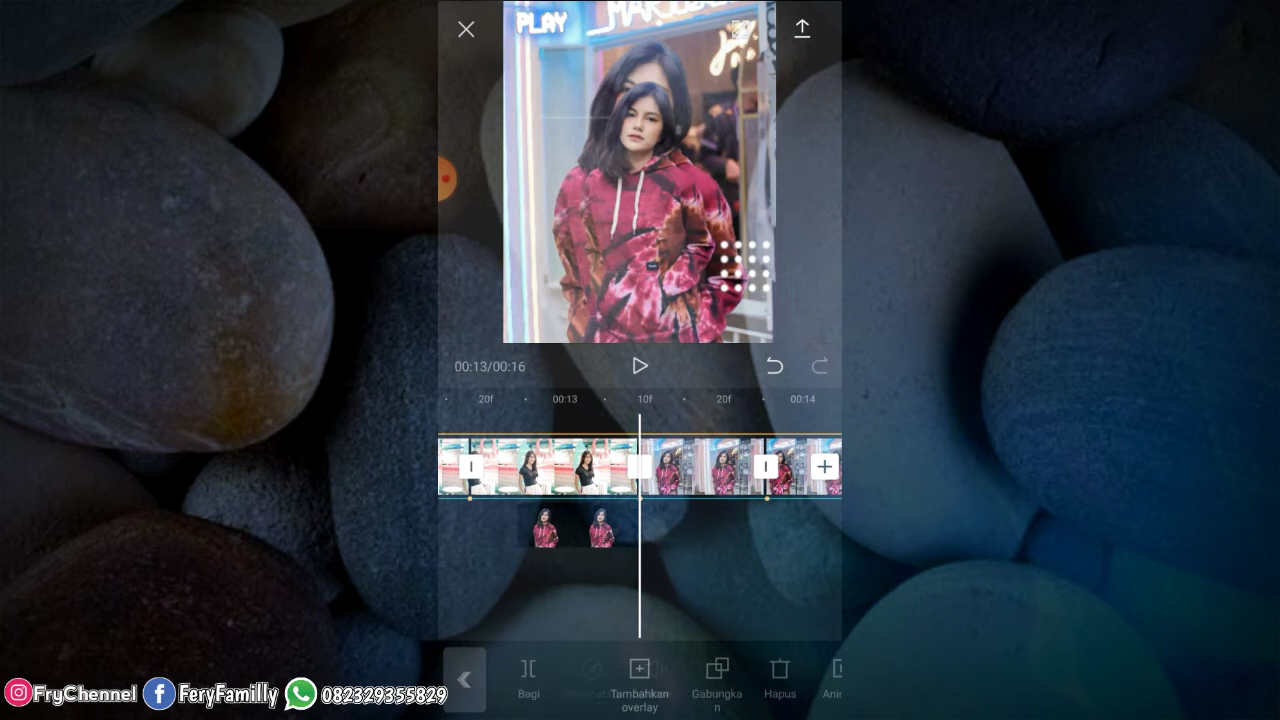 PLAY
00:13/00:16
20f
00:13
10f
20f
00:14
Bagi
Tambahkan
overlay
Gabungka
n
Hapus
Anir
FryChennel
FeryFamilly
082329355829